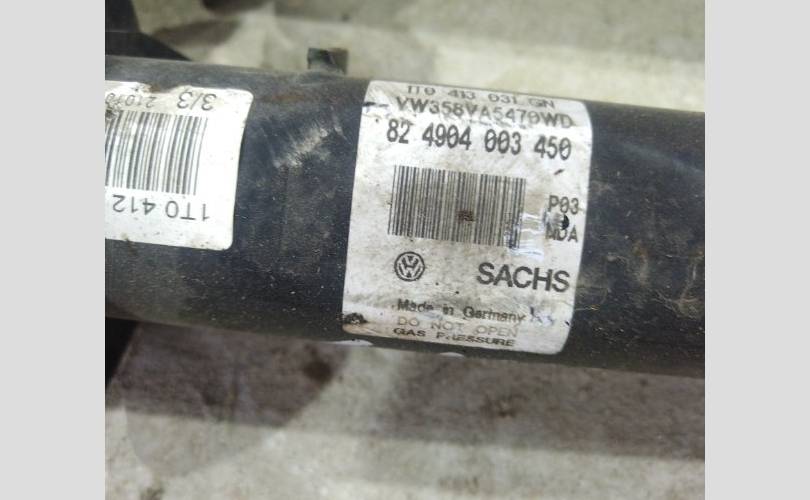 1T0 413 031 GN
VW358VA5470WD
82 4904 003 450
P03
MDA
SACHS
Made in Germany
DO NOT OPEN
GAS PRESSURE
3/3
1T0 412